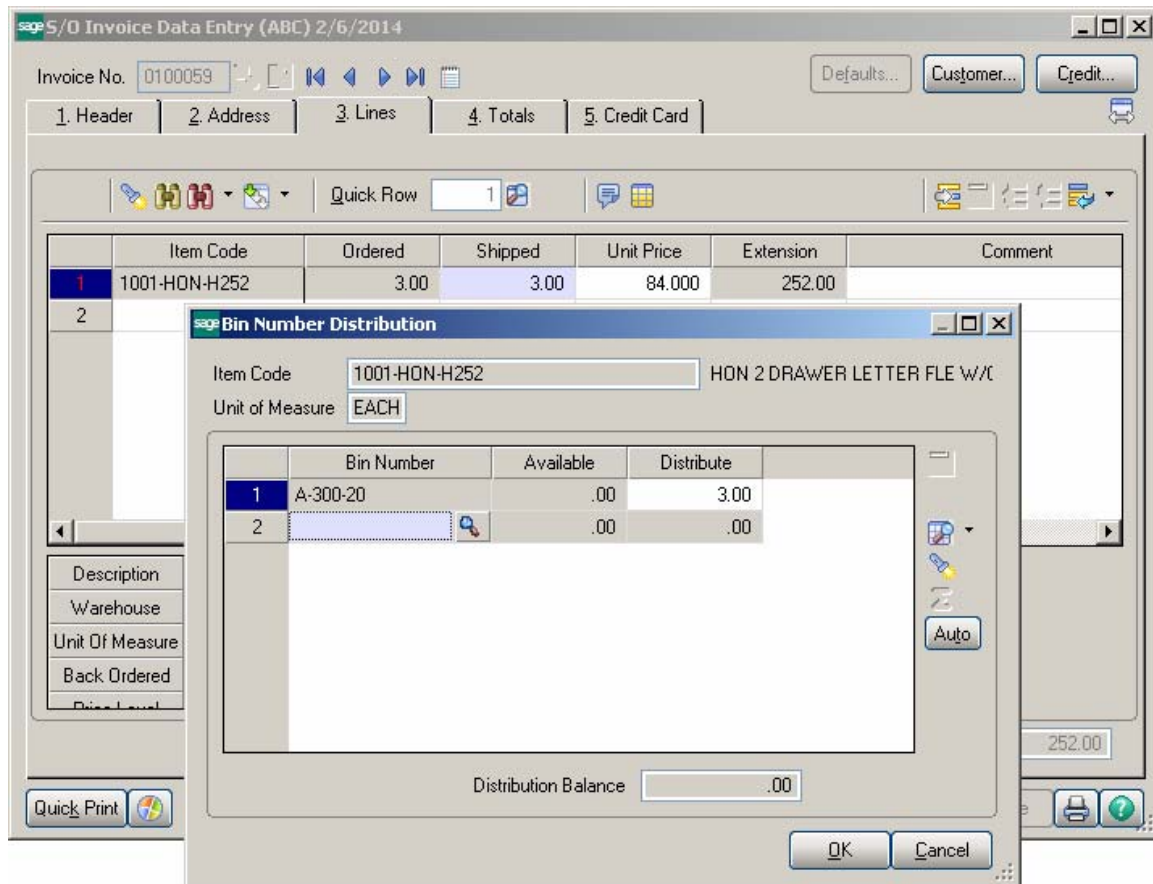 sage S/O Invoice Data Entry (ABC) 2/6/2014
Invoice No. 0100059 Defaults... Customer... Credit...
1. Header 2. Address 3. Lines 4. Totals 5. Credit Card
Quick Row 1
Item Code Ordered Shipped Unit Price Extension Comment
1 1001-HON-H252 3.00 3.00 84.000 252.00
2
sage Bin Number Distribution
Item Code 1001-HON-H252 HON 2 DRAWER LETTER FLE W/
Unit of Measure EACH
Bin Number Available Distribute
1 A-300-20 .00 3.00
2 .00 .00
Auto
Distribution Balance .00
OK Cancel
Description
Warehouse
Unit Of Measure
Back Ordered
252.00
Quick Print